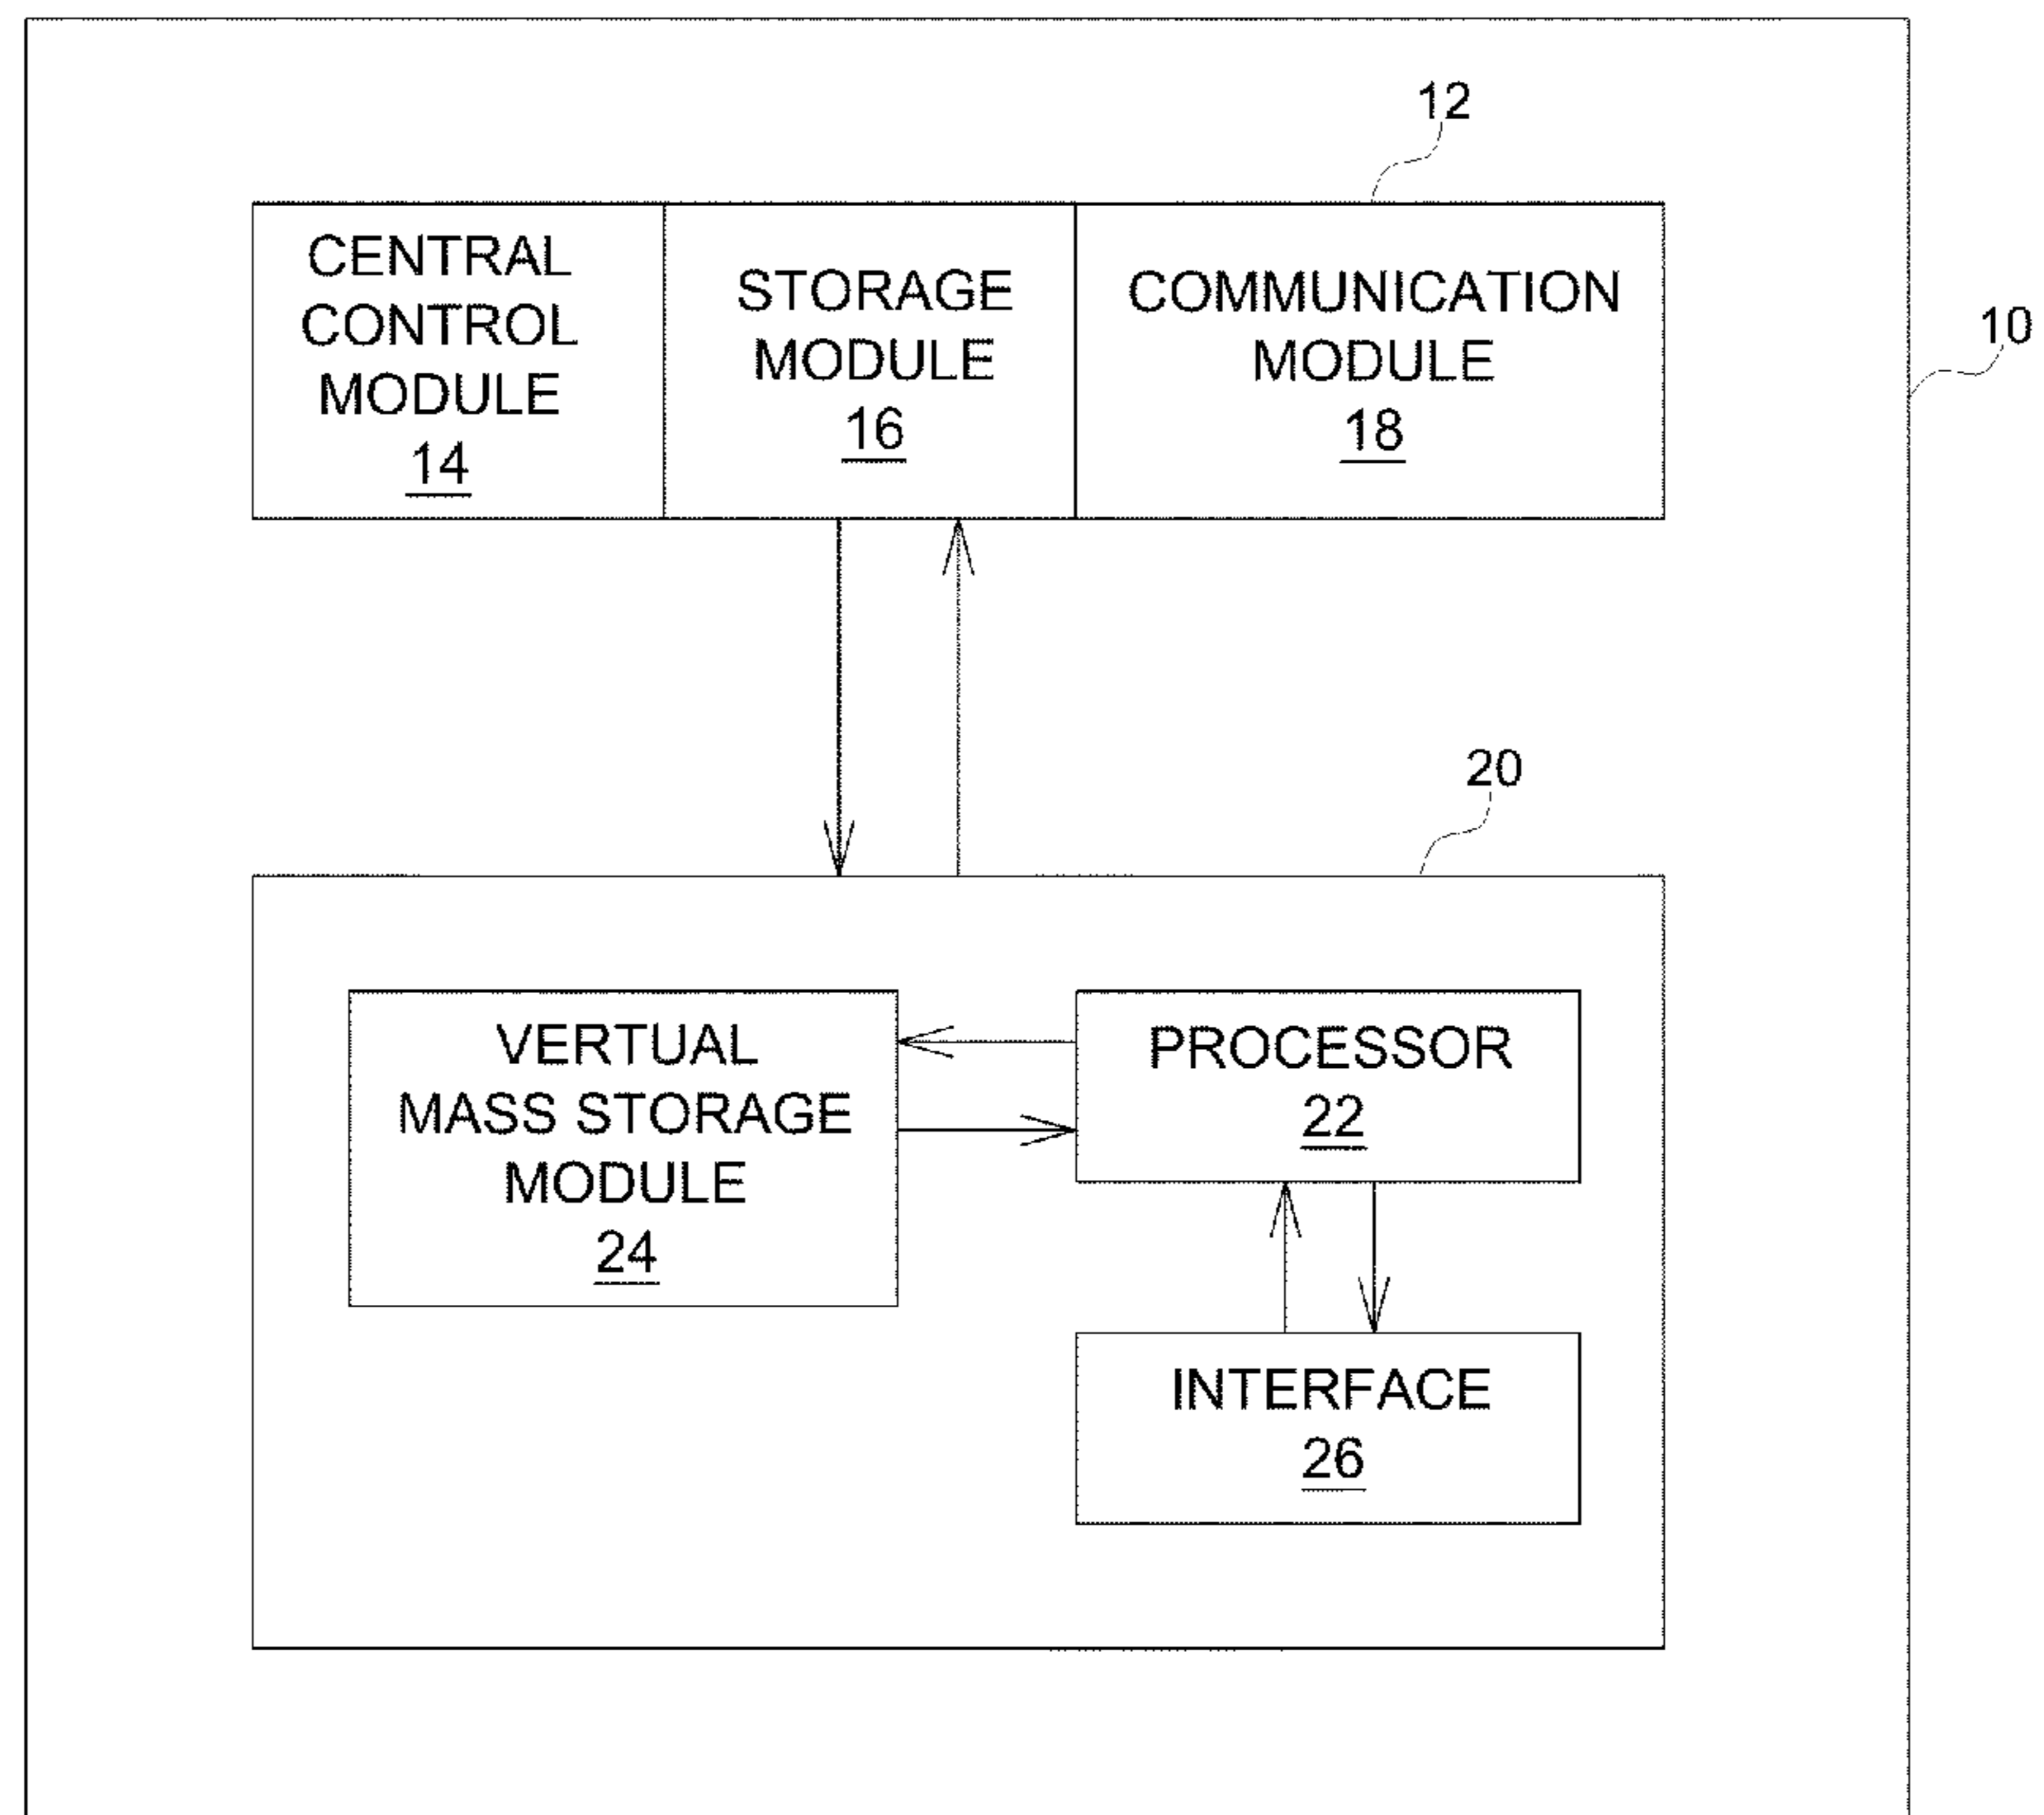 12
CENTRAL
CONTROL
MODULE
14
STORAGE
MODULE
16
COMMUNICATION
MODULE
18
10
20
VERTUAL
MASS STORAGE
MODULE
24
PROCESSOR
22
INTERFACE
26